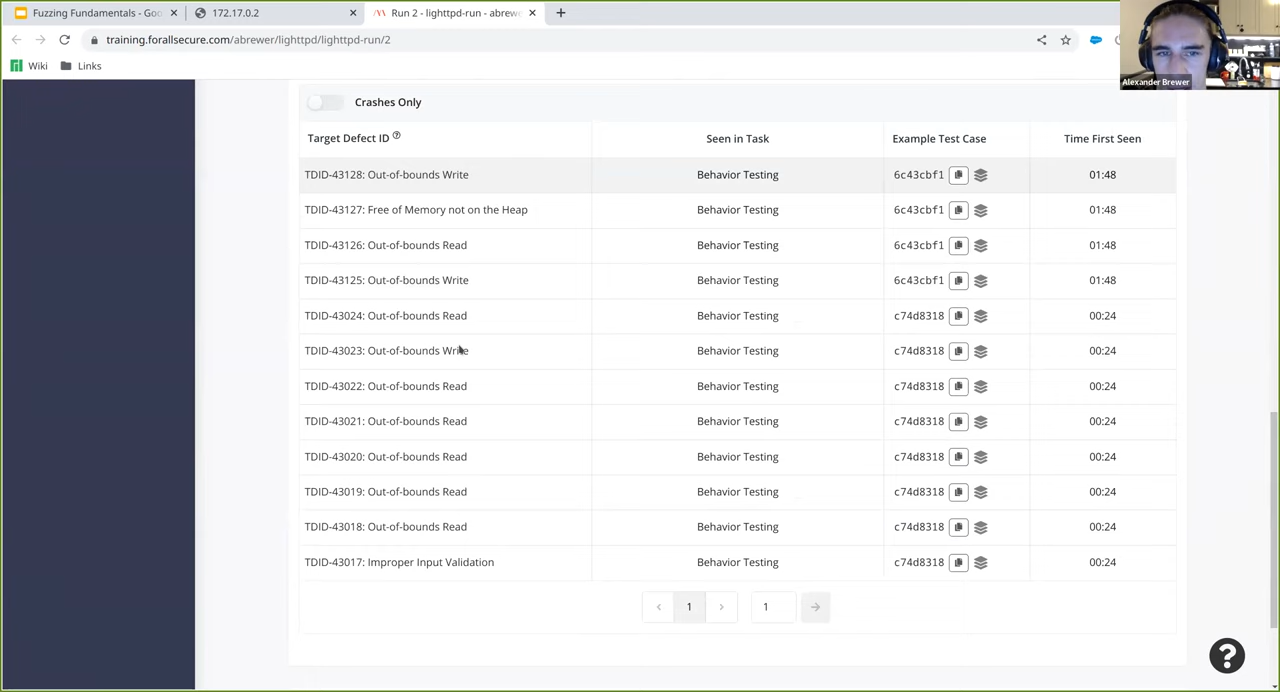 Fuzzing Fundamentals - Goo
172.17.0.2
Run 2 - lighttpd-run - abrew
training.forallsecure.com/abrewer/lighttpd/lighttpd-run/2
Wiki Links
Alexander Brewer
Crashes Only
Target Defect ID ? Seen in Task Example Test Case Time First Seen
TDID-43128: Out-of-bounds Write Behavior Testing 6c43cbf1 01:48
TDID-43127: Free of Memory not on the Heap Behavior Testing 6c43cbf1 01:48
TDID-43126: Out-of-bounds Read Behavior Testing 6c43cbf1 01:48
TDID-43125: Out-of-bounds Write Behavior Testing 6c43cbf1 01:48
TDID-43024: Out-of-bounds Read Behavior Testing c74d8318 00:24
TDID-43023: Out-of-bounds Write Behavior Testing c74d8318 00:24
TDID-43022: Out-of-bounds Read Behavior Testing c74d8318 00:24
TDID-43021: Out-of-bounds Read Behavior Testing c74d8318 00:24
TDID-43020: Out-of-bounds Read Behavior Testing c74d8318 00:24
TDID-43019: Out-of-bounds Read Behavior Testing c74d8318 00:24
TDID-43018: Out-of-bounds Read Behavior Testing c74d8318 00:24
TDID-43017: Improper Input Validation Behavior Testing c74d8318 00:24
1 1
?